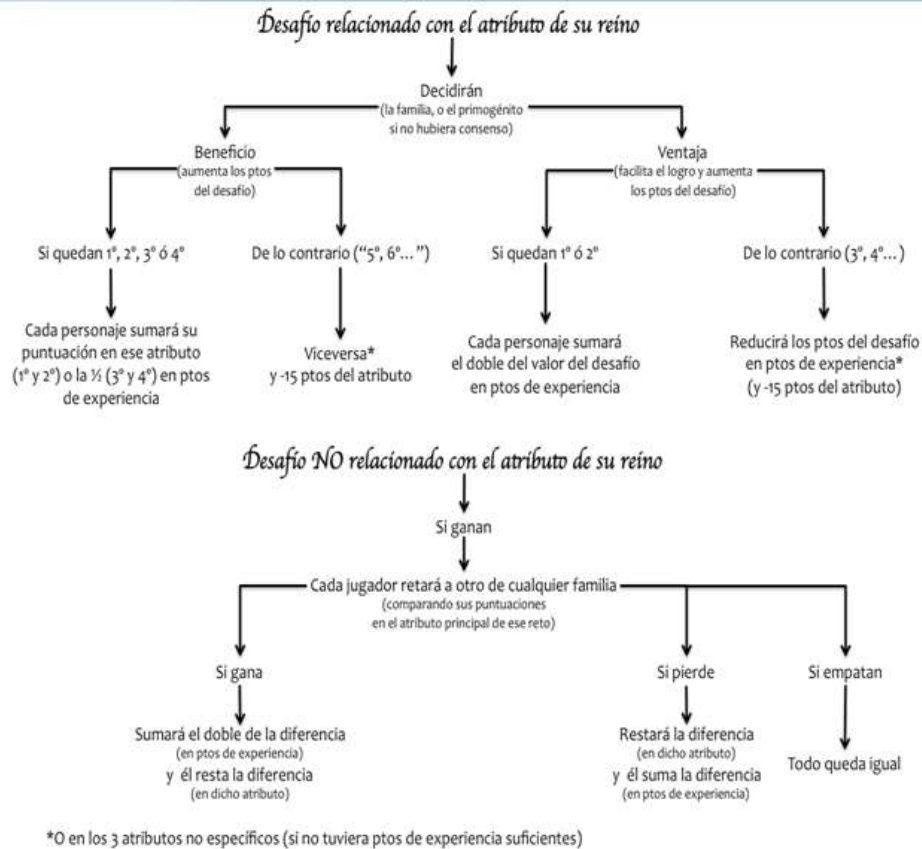 Desafío relacionado con el atributo de su reino
Decidirán
(la familia, o el primogénito
si no hubiera consenso)
Beneficio
(aumenta los ptos
del desafío)
Ventaja
(facilita el logro y aumenta
los ptos del desafío)
Si quedan 1º, 2º, 3º ó 4º
De lo contrario (“5º, 6º...”)
Si quedan 1º ó 2º
De lo contrario (3º, 4º...)
Cada personaje sumará su
puntuación en ese atributo
(1º y 2º) o la ½ (3º y 4º) en ptos
de experiencia
Viceversa*
y -15 ptos del atributo
Cada personaje sumará
el doble del valor del desafío
en ptos de experiencia
Reducirá los ptos del desafío
en ptos de experiencia*
(y -15 ptos del atributo)
Desafío NO relacionado con el atributo de su reino
Si ganan
Cada jugador retará a otro de cualquier familia
(comparando sus puntuaciones
en el atributo principal de ese reto)
Si gana
Si pierde
Si empatan
Sumará el doble de la diferencia
(en ptos de experiencia)
y él resta la diferencia
(en dicho atributo)
Restará la diferencia
(en dicho atributo)
y él suma la diferencia
(en ptos de experiencia)
Todo queda igual
*O en los 3 atributos no específicos (si no tuviera ptos de experiencia suficientes)